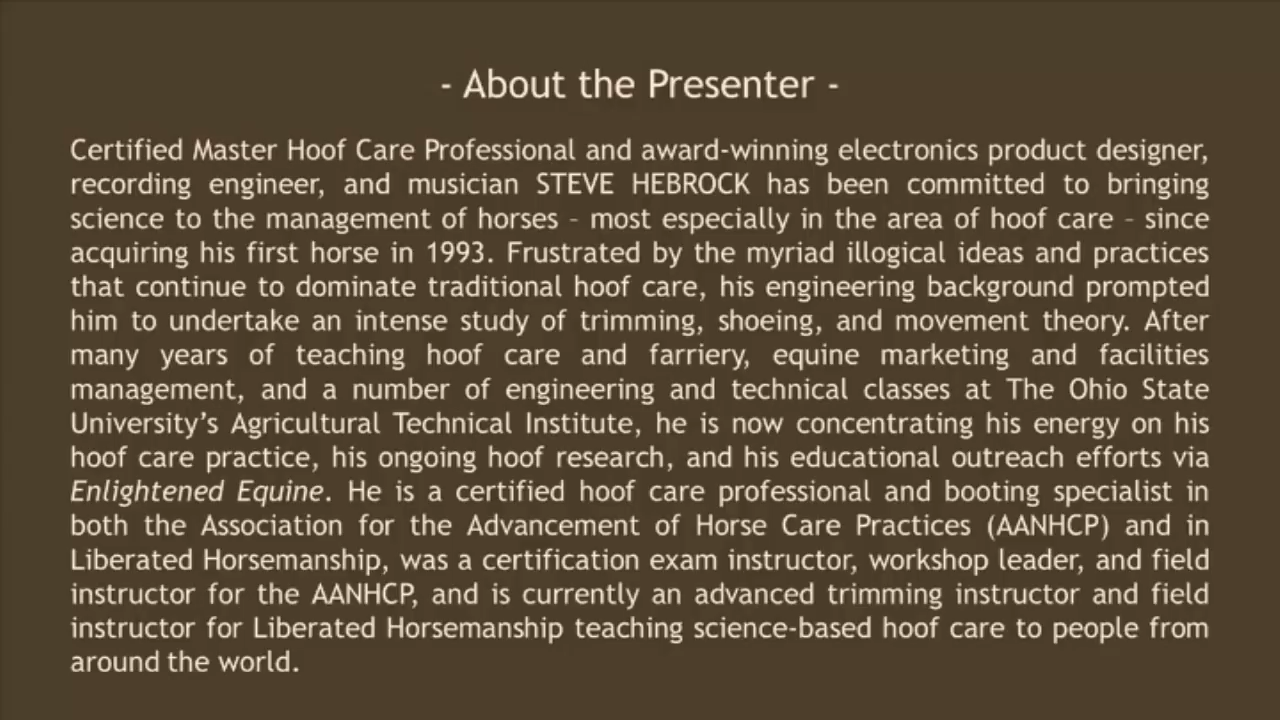 - About the Presenter -
Certified Master Hoof Care Professional and award-winning electronics product designer,
recording engineer, and musician STEVE HEBROCK has been committed to bringing
science to the management of horses – most especially in the area of hoof care – since
acquiring his first horse in 1993. Frustrated by the myriad illogical ideas and practices
that continue to dominate traditional hoof care, his engineering background prompted
him to undertake an intense study of trimming, shoeing, and movement theory. After
many years of teaching hoof care and farriery, equine marketing and facilities
management, and a number of engineering and technical classes at The Ohio State
University’s Agricultural Technical Institute, he is now concentrating his energy on his
hoof care practice, his ongoing hoof research, and his educational outreach efforts via
Enlightened Equine. He is a certified hoof care professional and booting specialist in
both the Association for the Advancement of Horse Care Practices (AANHCP) and in
Liberated Horsemanship, was a certification exam instructor, workshop leader, and field
instructor for the AANHCP, and is currently an advanced trimming instructor and field
instructor for Liberated Horsemanship teaching science-based hoof care to people from
around the world.